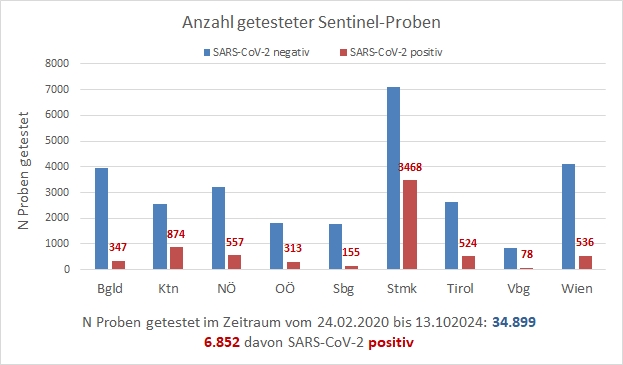 Anzahl getesteter Sentinel-Proben
SARS-CoV-2 negativ SARS-CoV-2 positiv
N Proben getestet
8000
7000
6000
5000
4000
3000
2000
1000
0
347 874 557 313 155 3468 524 78 536
Bgld Ktn NÖ OÖ Sbg Stmk Tirol Vbg Wien
N Proben getestet im Zeitraum vom 24.02.2020 bis 13.102024: 34.899
6.852 davon SARS-CoV-2 positiv